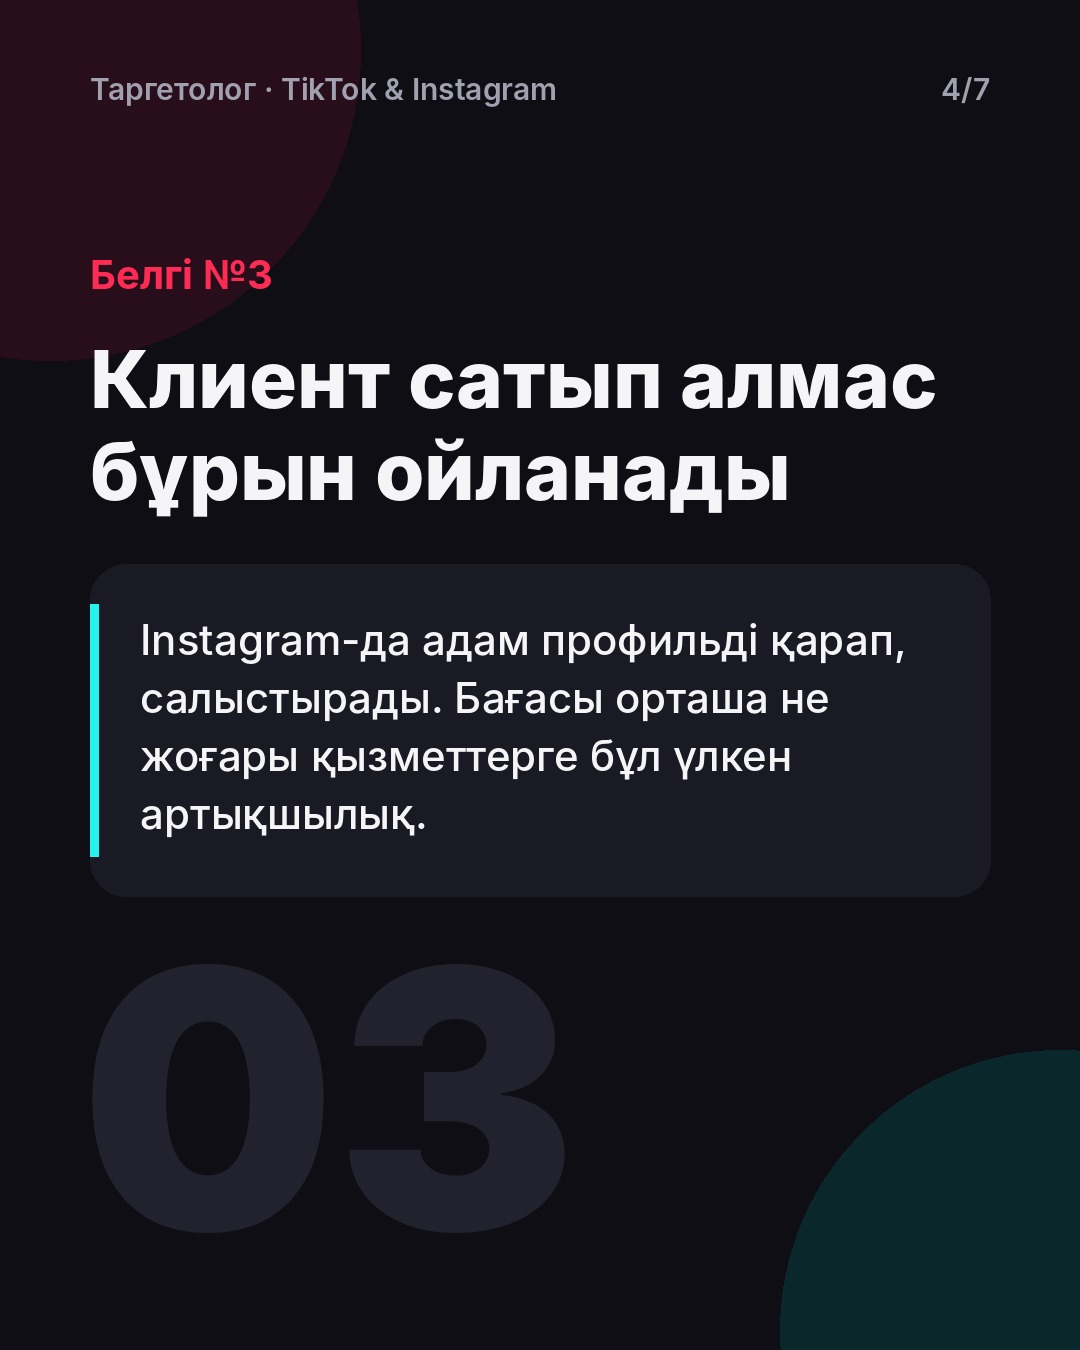 Таргетолог · TikTok & Instagram
4/7
Белгі №3
Клиент сатып алмас
бұрын ойланады
Instagram-да адам профильді қарап,
салыстырады. Бағасы орташа не
жоғары қызметтерге бұл үлкен
артықшылық.
03